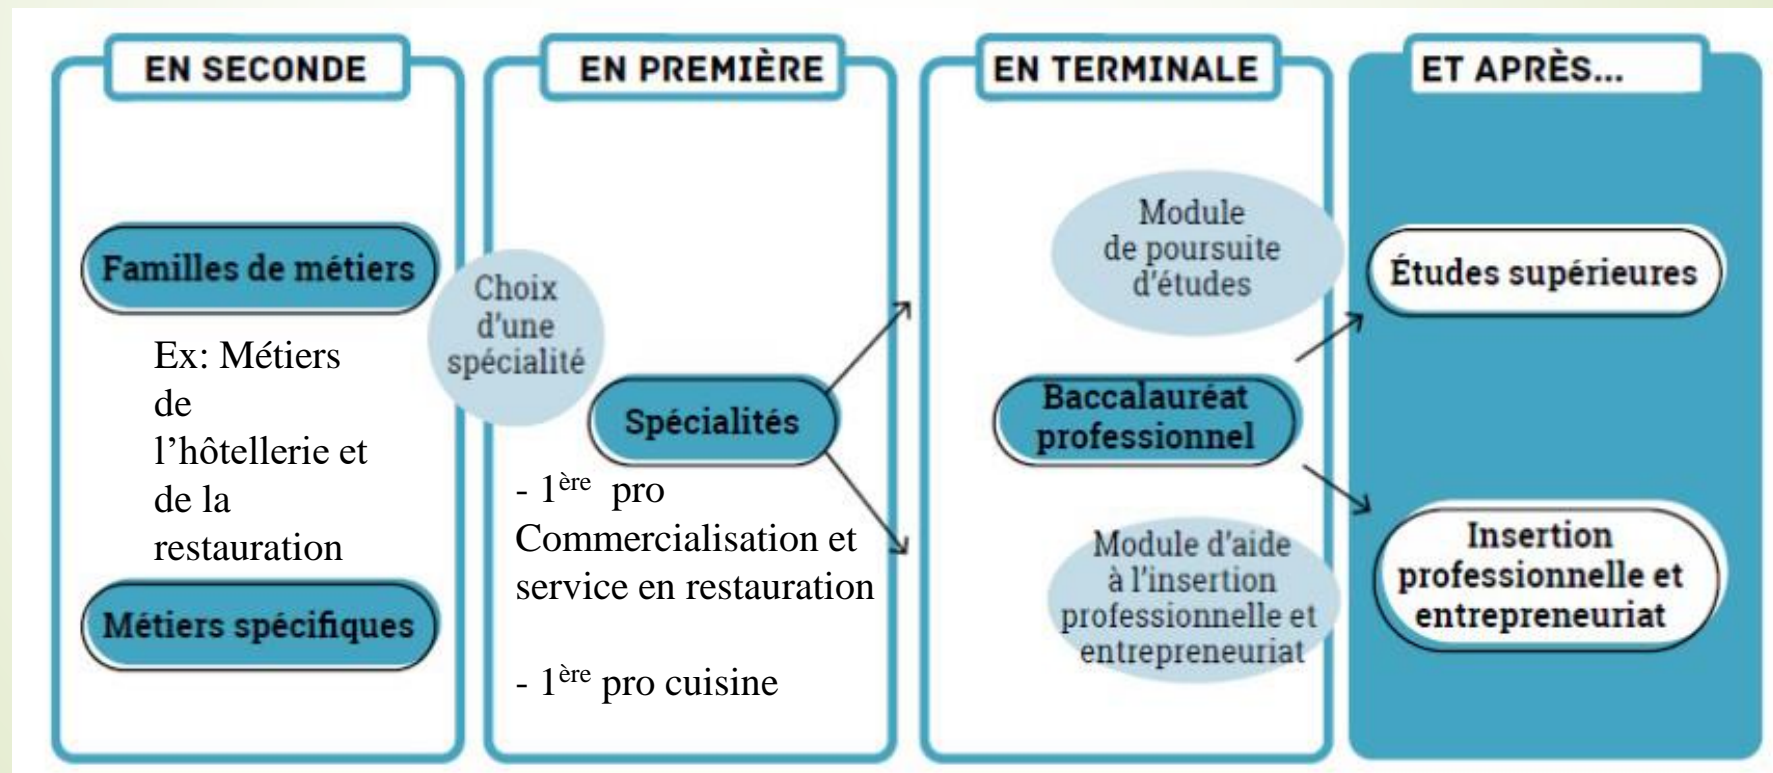 EN SECONDE
Familles de métiers
Ex: Métiers
de
l’hôtellerie et
de la
restauration
Métiers spécifiques
Choix
d’une
spécialité
EN PREMIÈRE
Spécialités
- 1ère pro
Commercialisation et
service en restauration
- 1ère pro cuisine
EN TERMINALE
Module
de poursuite
d’études
Baccalauréat
professionnel
Module d’aide
à l’insertion
professionnelle et
entrepreneuriat
ET APRÈS...
Études supérieures
Insertion
professionnelle et
entrepreneuriat